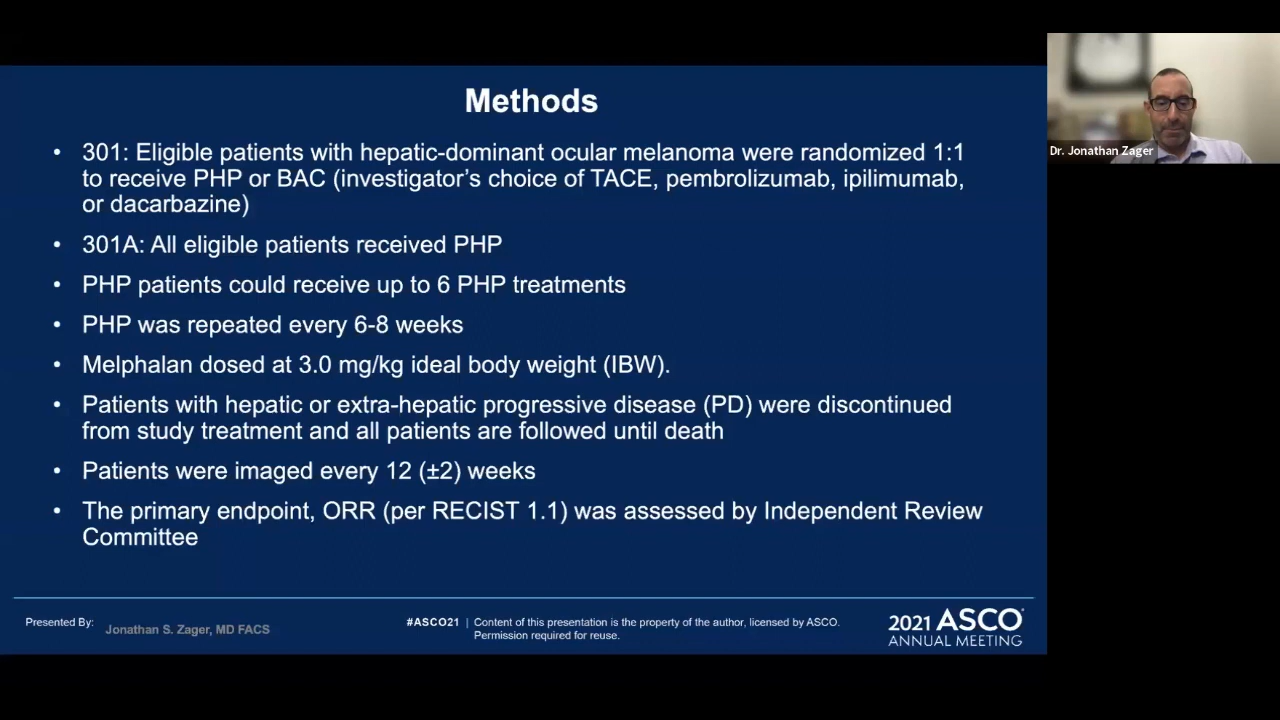 Methods
• 301: Eligible patients with hepatic-dominant ocular melanoma were randomized 1:1
to receive PHP or BAC (investigator's choice of TACE, pembrolizumab, ipilimumab,
or dacarbazine)
• 301A: All eligible patients received PHP
• PHP patients could receive up to 6 PHP treatments
• PHP was repeated every 6-8 weeks
• Melphalan dosed at 3.0 mg/kg ideal body weight (IBW).
• Patients with hepatic or extra-hepatic progressive disease (PD) were discontinued
from study treatment and all patients are followed until death
• Patients were imaged every 12 (±2) weeks
• The primary endpoint, ORR (per RECIST 1.1) was assessed by Independent Review
Committee
Presented By: Jonathan S. Zager, MD FACS
#ASCO21 | Content of this presentation is the property of the author, licensed by ASCO.
Permission required for reuse.
2021 ASCO®
ANNUAL MEETING
Dr. Jonathan Zager